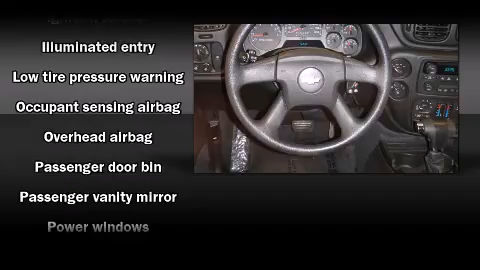 Illuminated entry
Low tire pressure warning
Occupant sensing airbag
Overhead airbag
Passenger door bin
Passenger vanity mirror
Power windows